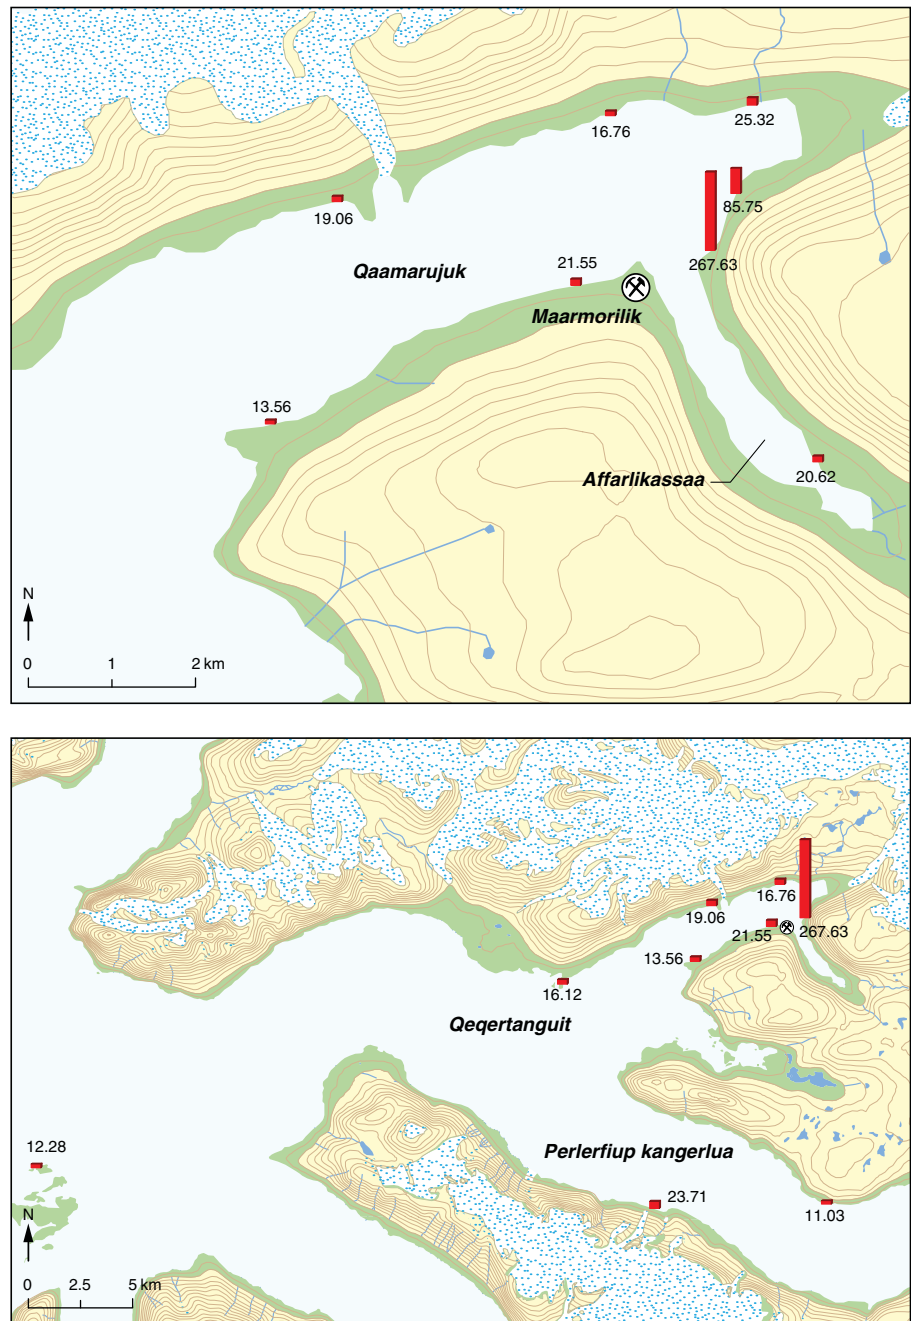 16.76
25.32
19.06
85.75
267.63
Qaamarujuk
21.55
Maarmorilik
13.56
Affarlikassaa
20.62
N
0 1 2 km
16.76
19.06
21.55
267.63
13.56
16.12
Qeqertanguit
12.28
Perlerfiup kangerlua
23.71
11.03
N
0 2.5 5 km